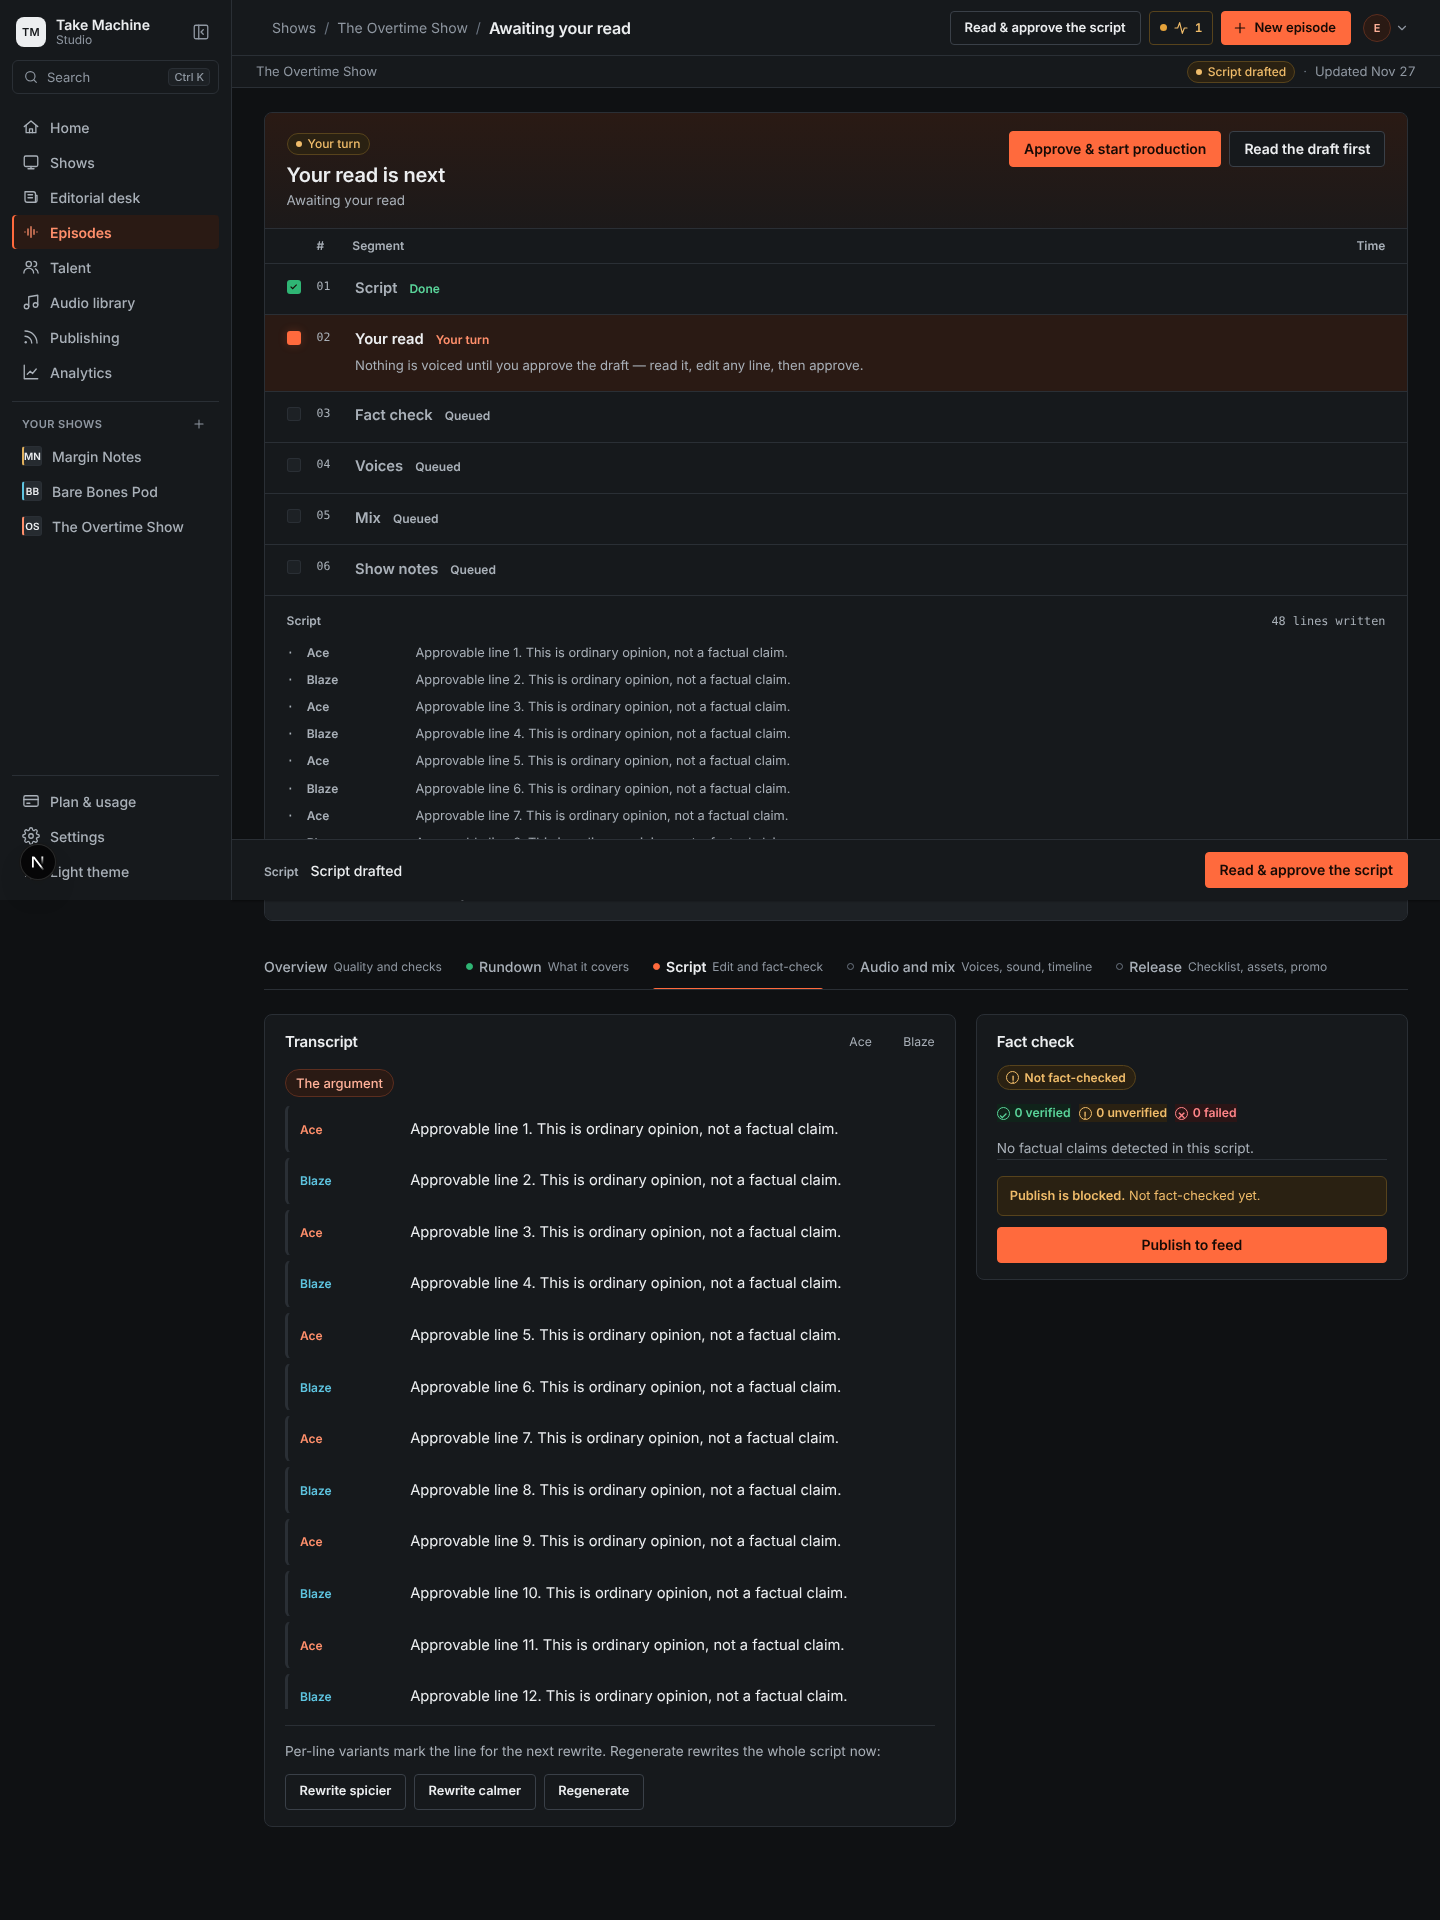 TM
Take Machine
Studio
Search
Ctrl K
Home
Shows
Editorial desk
Episodes
Talent
Audio library
Publishing
Analytics
YOUR SHOWS
MN Margin Notes
BB Bare Bones Pod
OS The Overtime Show
Plan & usage
Settings
N
Light theme
Shows / The Overtime Show / Awaiting your read
Read & approve the script
1
New episode
E
The Overtime Show
Script drafted · Updated Nov 27
Your turn
Your read is next
Awaiting your read
Approve & start production
Read the draft first
# Segment Time
01 Script Done
02 Your read Your turn
Nothing is voiced until you approve the draft — read it, edit any line, then approve.
03 Fact check Queued
04 Voices Queued
05 Mix Queued
06 Show notes Queued
Script 48 lines written
· Ace Approvable line 1. This is ordinary opinion, not a factual claim.
· Blaze Approvable line 2. This is ordinary opinion, not a factual claim.
· Ace Approvable line 3. This is ordinary opinion, not a factual claim.
· Blaze Approvable line 4. This is ordinary opinion, not a factual claim.
· Ace Approvable line 5. This is ordinary opinion, not a factual claim.
· Blaze Approvable line 6. This is ordinary opinion, not a factual claim.
· Ace Approvable line 7. This is ordinary opinion, not a factual claim.
Script Script drafted
Read & approve the script
Overview Quality and checks
Rundown What it covers
Script Edit and fact-check
Audio and mix Voices, sound, timeline
Release Checklist, assets, promo
Transcript Ace Blaze
The argument
Ace Approvable line 1. This is ordinary opinion, not a factual claim.
Blaze Approvable line 2. This is ordinary opinion, not a factual claim.
Ace Approvable line 3. This is ordinary opinion, not a factual claim.
Blaze Approvable line 4. This is ordinary opinion, not a factual claim.
Ace Approvable line 5. This is ordinary opinion, not a factual claim.
Blaze Approvable line 6. This is ordinary opinion, not a factual claim.
Ace Approvable line 7. This is ordinary opinion, not a factual claim.
Blaze Approvable line 8. This is ordinary opinion, not a factual claim.
Ace Approvable line 9. This is ordinary opinion, not a factual claim.
Blaze Approvable line 10. This is ordinary opinion, not a factual claim.
Ace Approvable line 11. This is ordinary opinion, not a factual claim.
Blaze Approvable line 12. This is ordinary opinion, not a factual claim.
Per-line variants mark the line for the next rewrite. Regenerate rewrites the whole script now:
Rewrite spicier
Rewrite calmer
Regenerate
Fact check
Not fact-checked
0 verified 0 unverified 0 failed
No factual claims detected in this script.
Publish is blocked. Not fact-checked yet.
Publish to feed